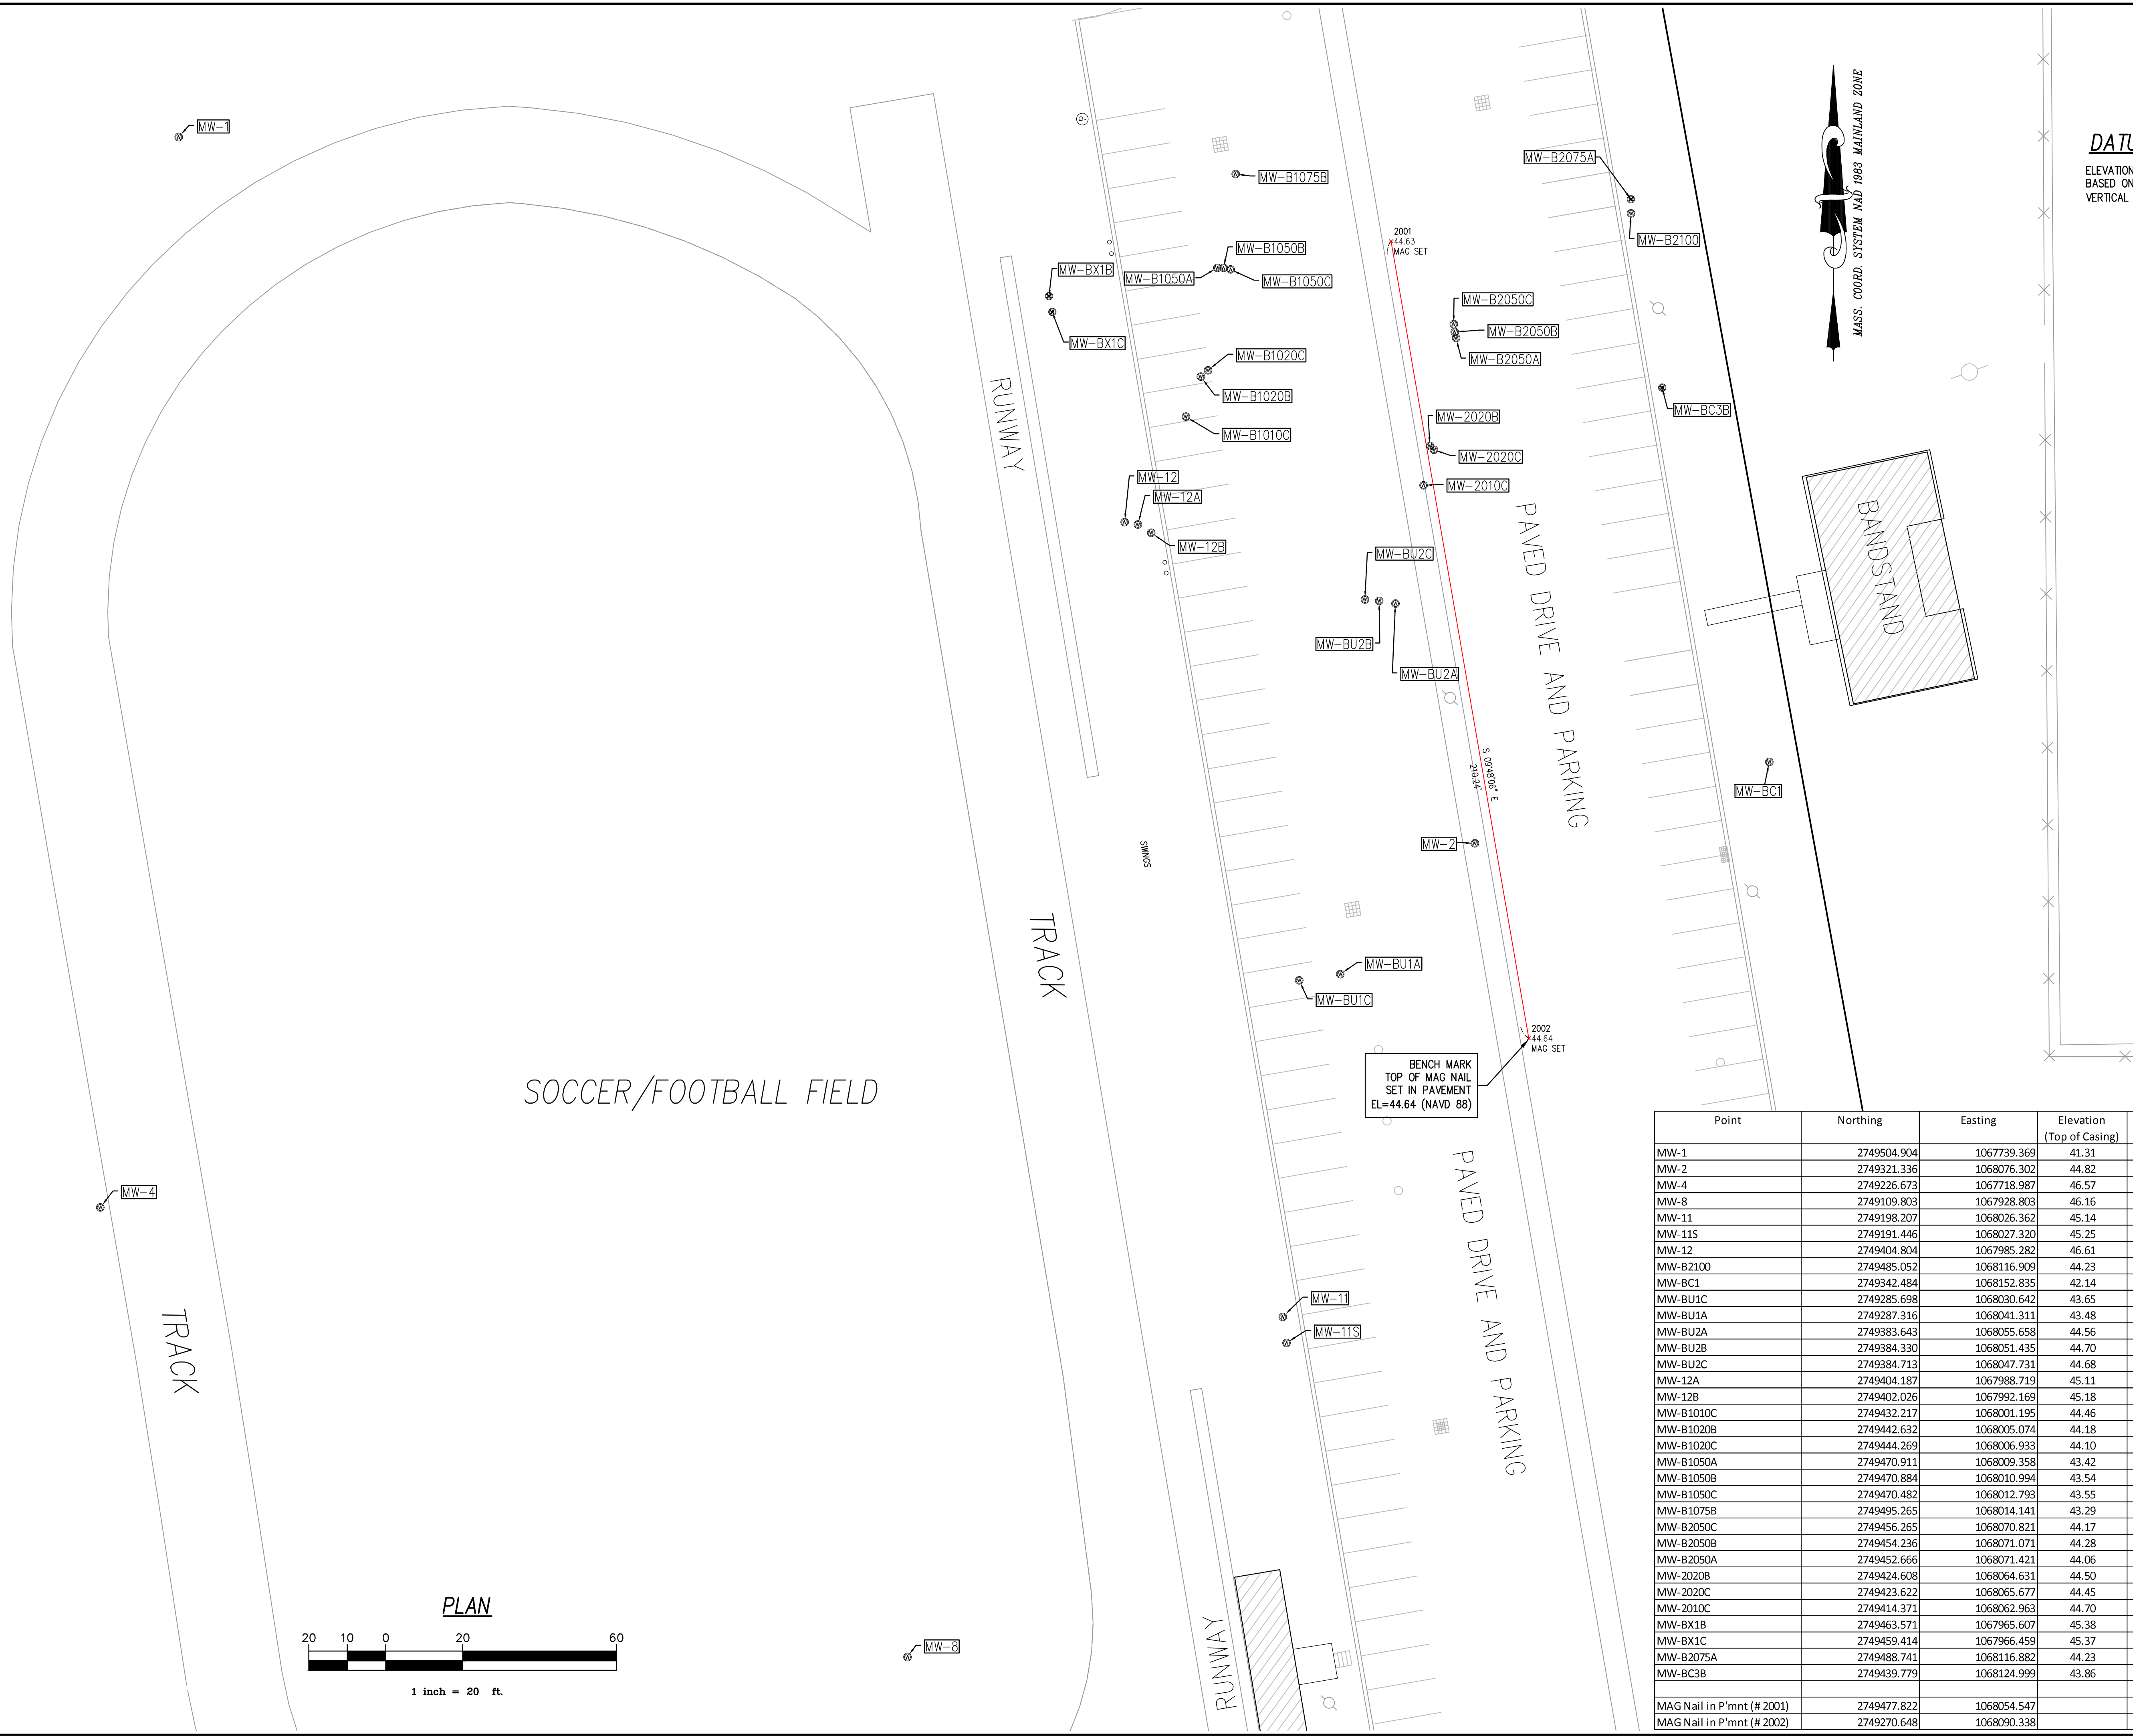 MW-1
MW-B1075B
MW-B2075A
MW-B2100
MASS. COORD. SYSTEM NAD 1983 MAINLAND ZONE
2001
44.63
MAG SET
MW-BX1B
MW-BX1C
MW-B1050B
MW-B1050A
MW-B1050C
MW-B2050C
MW-B2050B
MW-B2050A
MW-B1020C
MW-B1020B
MW-B1010C
MW-BC3B
MW-2020B
MW-2020C
MW-2010C
RUNWAY
MW-12
MW-12A
MW-12B
MW-BU2C
MW-BU2B
MW-BU2A
PAVED DRIVE AND PARKING
BANDSTAND
S 09°48'06" E
210.24'
MW-BC1
MW-2
SWINGS
TRACK
MW-BU1A
MW-BU1C
2002
44.64
MAG SET
BENCH MARK
TOP OF MAG NAIL
SET IN PAVEMENT
EL=44.64 (NAVD 88)
SOCCER/FOOTBALL FIELD
PAVED DRIVE AND PARKING
MW-4
TRACK
MW-11
MW-11S
RUNWAY
MW-8
PLAN
20 10 0 20 60
1 inch = 20 ft.
ELEVATION
BASED ON
VERTICAL
Point Northing Easting Elevation
(Top of Casing)
MW-1 2749504.904 1067739.369 41.31
MW-2 2749321.336 1068076.302 44.82
MW-4 2749226.673 1067718.987 46.57
MW-8 2749109.803 1067928.803 46.16
MW-11 2749198.207 1068026.362 45.14
MW-11S 2749191.446 1068027.320 45.25
MW-12 2749404.804 1067985.282 46.61
MW-B2100 2749485.052 1068116.909 44.23
MW-BC1 2749342.484 1068152.835 42.14
MW-BU1C 2749285.698 1068030.642 43.65
MW-BU1A 2749287.316 1068041.311 43.48
MW-BU2A 2749383.643 1068055.658 44.56
MW-BU2B 2749384.330 1068051.435 44.70
MW-BU2C 2749384.713 1068047.731 44.68
MW-12A 2749404.187 1067988.719 45.11
MW-12B 2749402.026 1067992.169 45.18
MW-B1010C 2749432.217 1068001.195 44.46
MW-B1020B 2749442.632 1068005.074 44.18
MW-B1020C 2749444.269 1068006.933 44.10
MW-B1050A 2749470.911 1068009.358 43.42
MW-B1050B 2749470.884 1068010.994 43.54
MW-B1050C 2749470.482 1068012.793 43.55
MW-B1075B 2749495.265 1068014.141 43.29
MW-B2050C 2749456.265 1068070.821 44.17
MW-B2050B 2749454.236 1068071.071 44.28
MW-B2050A 2749452.666 1068071.421 44.06
MW-2020B 2749424.608 1068064.631 44.50
MW-2020C 2749423.622 1068065.677 44.45
MW-2010C 2749414.371 1068062.963 44.70
MW-BX1B 2749463.571 1067965.607 45.38
MW-BX1C 2749459.414 1067966.459 45.37
MW-B2075A 2749488.741 1068116.882 44.23
MW-BC3B 2749439.779 1068124.999 43.86
MAG Nail in P'mnt (# 2001) 2749477.822 1068054.547
MAG Nail in P'mnt (# 2002) 2749270.648 1068090.338